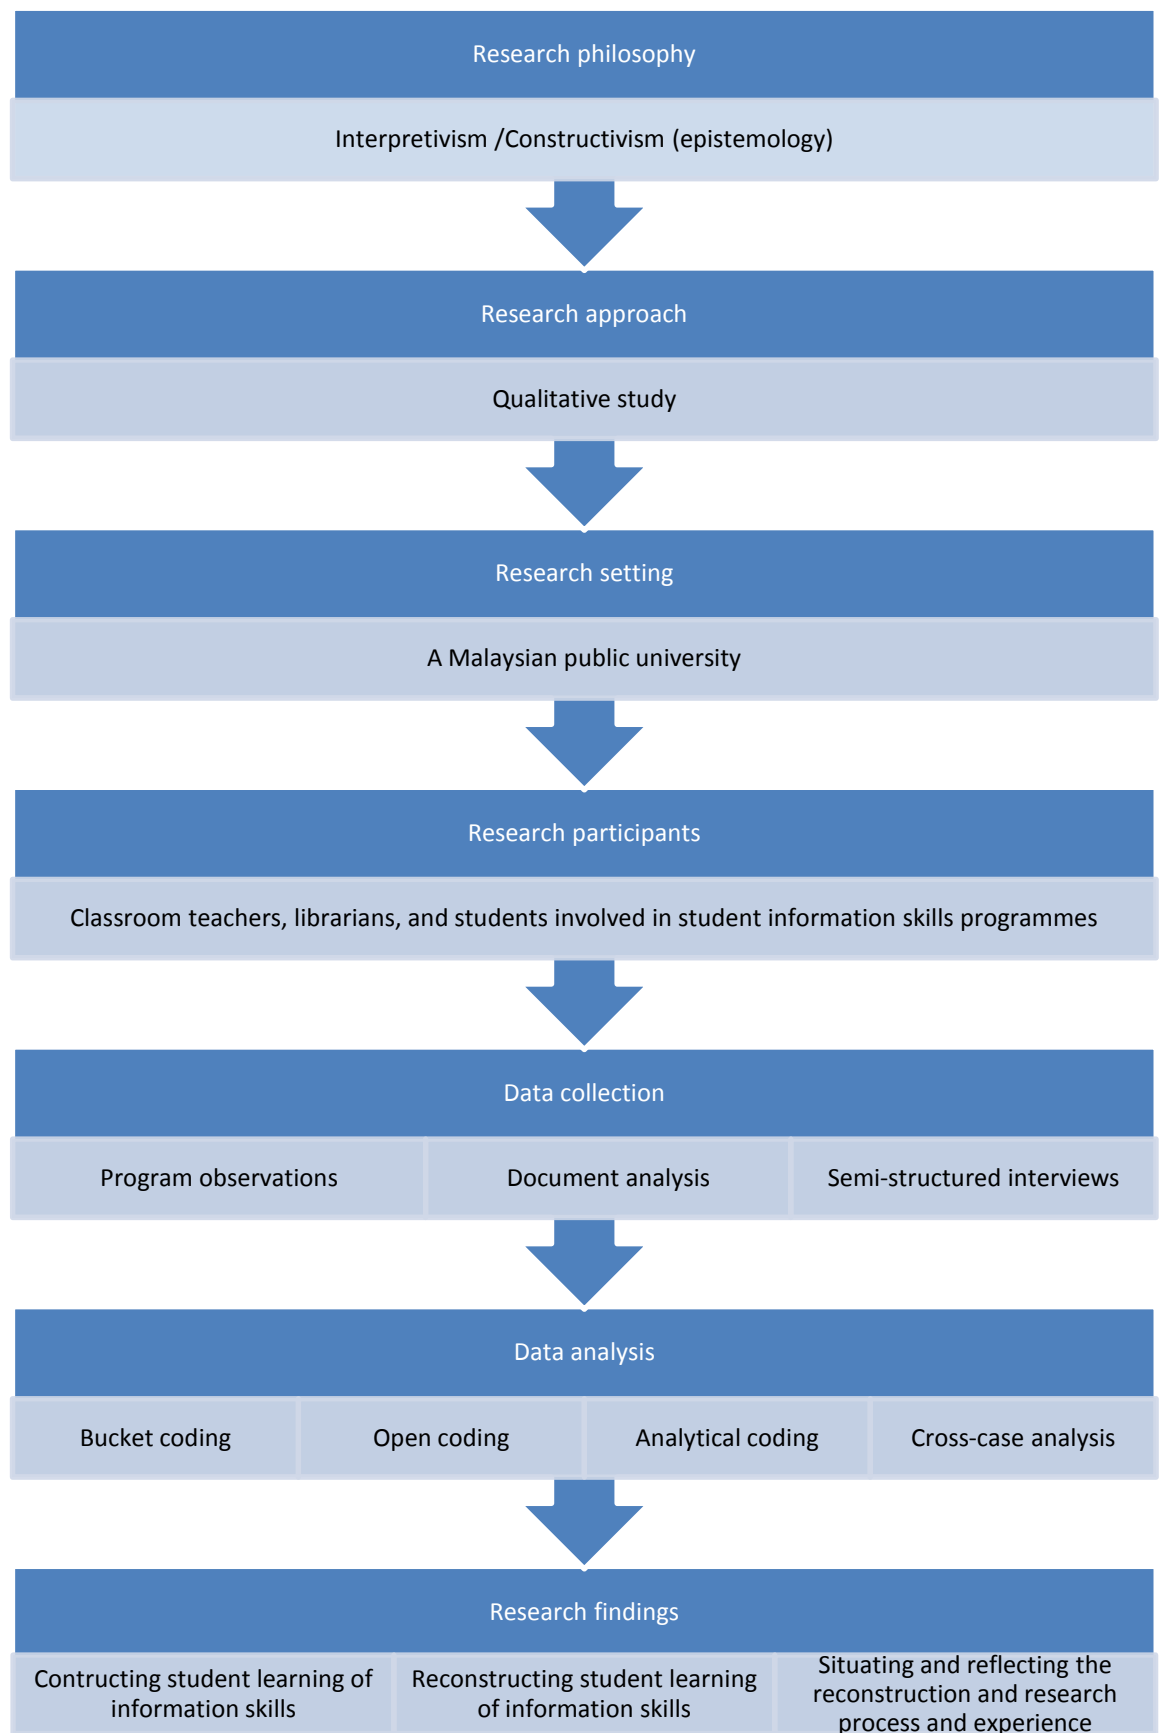 Research philosophy
Interpretivism /Constructivism (epistemology)
Research approach
Qualitative study
Research setting
A Malaysian public university
Research participants
Classroom teachers, librarians, and students involved in student information skills programmes
Data collection
Program observations
Document analysis
Semi-structured interviews
Data analysis
Bucket coding
Open coding
Analytical coding
Cross-case analysis
Research findings
Contructing student learning of
information skills
Reconstructing student learning
of information skills
Situating and reflecting the
reconstruction and research
process and experience